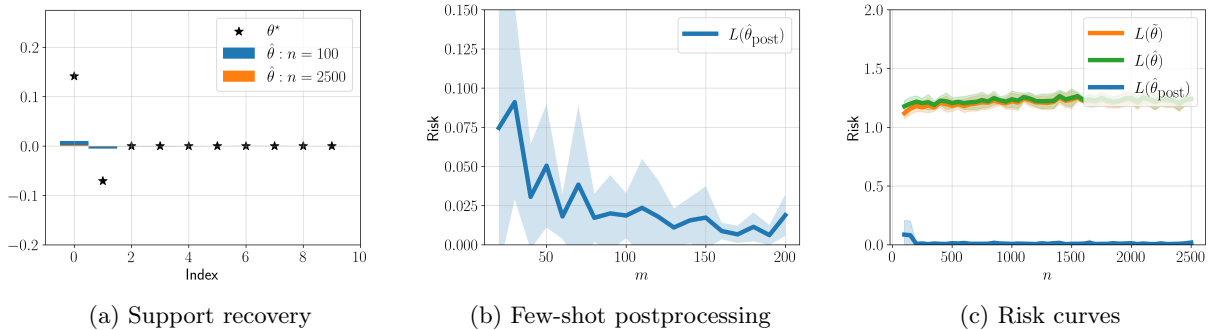 0.2
0.1
0.0
−0.1
−0.2
0
2
4
6
8
10
Index
θ⋆
θ̂ : n = 100
θ̂ : n = 2500
(a) Support recovery
0.150
0.125
0.100
0.075
0.050
0.025
0.000
Risk
50
100
150
200
m
L(θ̂post)
(b) Few-shot postprocessing
2.0
1.5
1.0
0.5
0.0
Risk
0
500
1000
1500
2000
2500
n
L(θ̃)
L(θ̂)
L(θ̂post)
(c) Risk curves